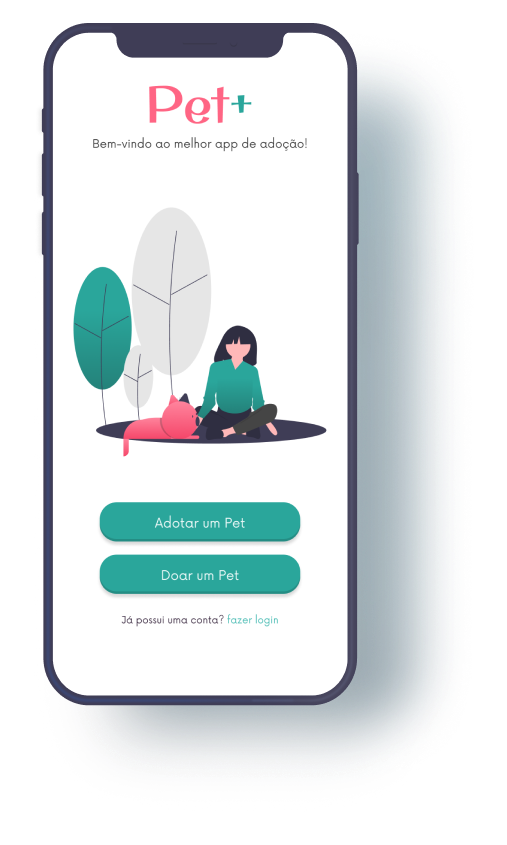 Pet+
Bem-vindo ao melhor app de adoção!
Adotar um Pet
Doar um Pet
Já possui uma conta? fazer login